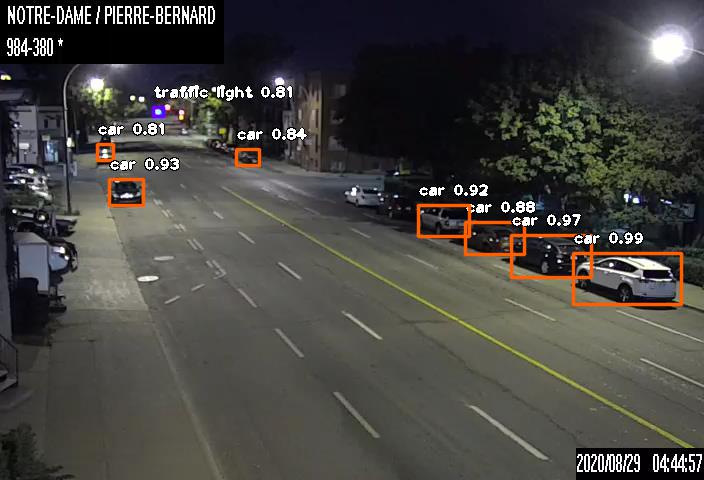 NOTRE-DAME / PIERRE-BERNARD
984-380 *
traffic light 0.81
car 0.81
car 0.84
car 0.93
car 0.92
car 0.88
car 0.97
car 0.99
2020/08/29 04:44:57